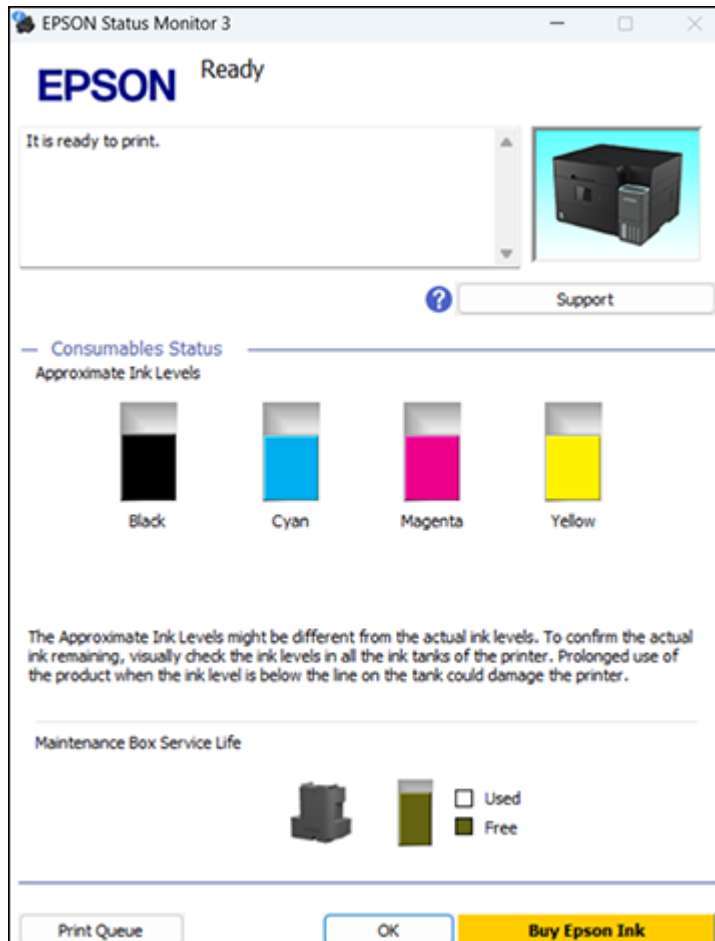 EPSON Status Monitor 3
EPSON
Ready
It is ready to print.
?
Support
Consumables Status
Approximate Ink Levels
Black
Cyan
Magenta
Yellow
The Approximate Ink Levels might be different from the actual ink levels. To confirm the actual
ink remaining, visually check the ink levels in all the ink tanks of the printer. Prolonged use of
the product when the ink level is below the line on the tank could damage the printer.
Maintenance Box Service Life
Used
Free
Print Queue
OK
Buy Epson Ink